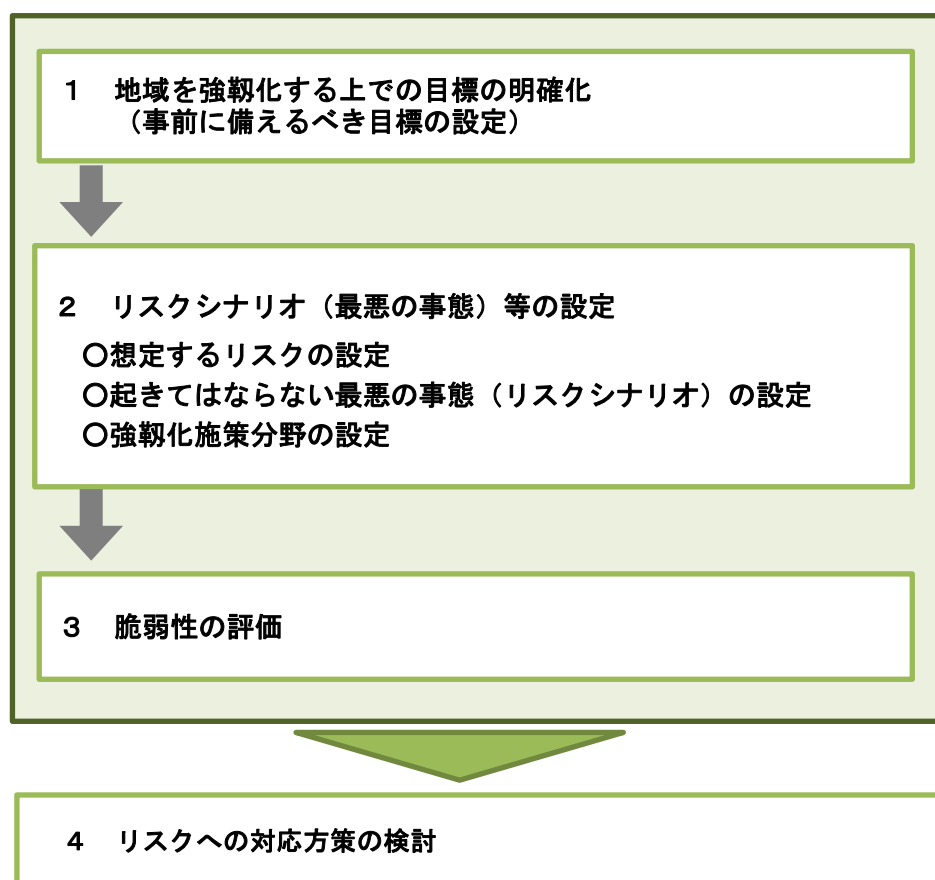 １　地域を強靱化する上での目標の明確化
（事前に備えるべき目標の設定）
２　リスクシナリオ（最悪の事態）等の設定
〇想定するリスクの設定
〇起きてはならない最悪の事態（リスクシナリオ）の設定
〇強靱化施策分野の設定
３　脆弱性の評価
４　リスクへの対応方策の検討